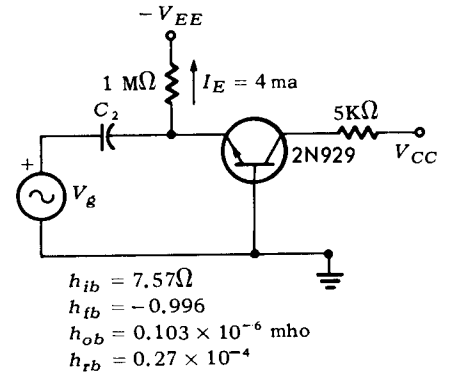 −V_EE
1 MΩ
I_E = 4 ma
C_2
5KΩ
+
V_g
2N929
V_CC
h_ib = 7.57Ω
h_fb = −0.996
h_ob = 0.103 × 10^−6 mho
h_rb = 0.27 × 10^−4